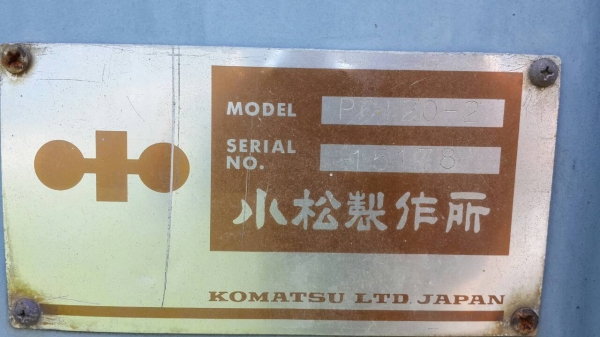 MODEL
SERIAL
NO.
小松製作所
KOMATSU LTD. JAPAN